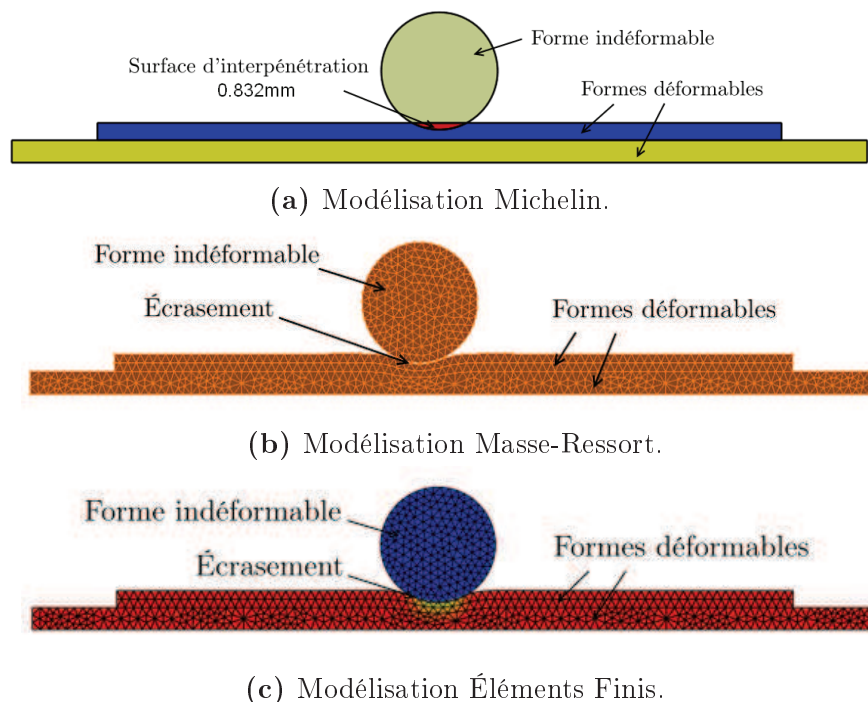 Forme indéformable
Surface d'interpénétration
0.832mm
Formes déformables
(a) Modélisation Michelin.
Forme indéformable
Écrasement
Formes déformables
(b) Modélisation Masse-Ressort.
Forme indéformable
Écrasement
Formes déformables
(c) Modélisation Éléments Finis.